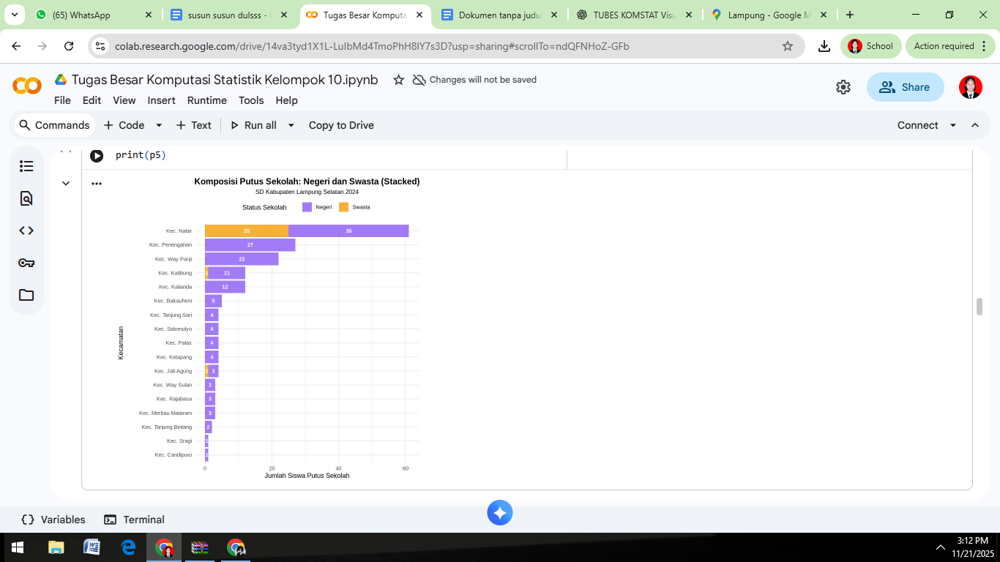 (65) WhatsApp
susun susun dulsss -
Tugas Besar Komputa
Dokumen tanpa judu
TUBES KOMSTAT Visu
Lampung - Google M
colab.research.google.com/drive/14va3tyd1X1L-LuIbMd4TmoPhH8IY7s3D?usp=sharing#scrollTo=ndQFNHoZ-GFb
School
Action required
Tugas Besar Komputasi Statistik Kelompok 10.ipynb
Changes will not be saved
Share
File Edit View Insert Runtime Tools Help
Commands + Code + Text Run all Copy to Drive Connect
print(p5)
Komposisi Putus Sekolah: Negeri dan Swasta (Stacked)
SD Kabupaten Lampung Selatan 2024
Status Sekolah Negeri Swasta
Kec. Natar 25 36
Kec. Penengahan 27
Kec. Way Panji 22
Kec. Katibung 1 11
Kec. Kalianda 12
Kec. Bakauheni 5
Kec. Tanjung Sari 4
Kec. Sidomulyo 4
Kec. Palas 4
Kec. Ketapang 4
Kec. Jati Agung 1 3
Kec. Way Sulan 3
Kec. Rajabasa 3
Kec. Merbau Mataram 3
Kec. Tanjung Bintang 2
Kec. Sragi 1
Kec. Candipuro 1
Kecamatan
0 20 40 60
Jumlah Siswa Putus Sekolah
Variables Terminal
3:12 PM
11/21/2025